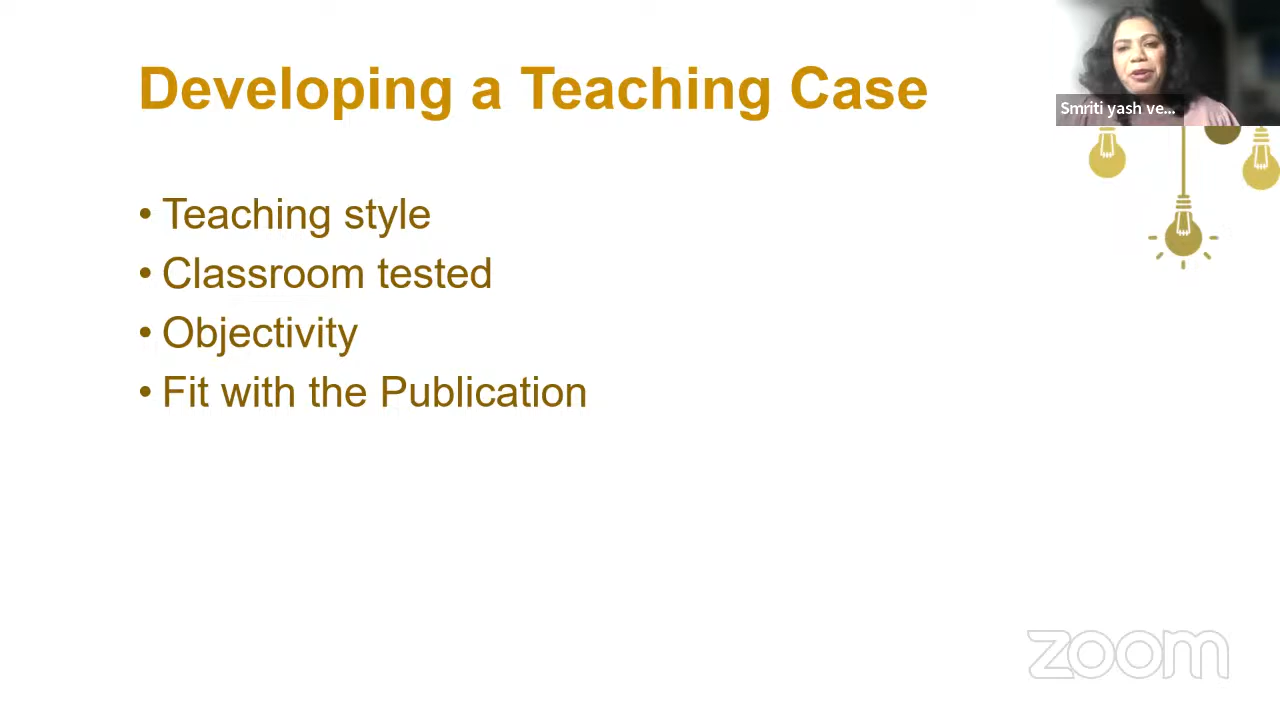 Developing a Teaching Case
Smriti yash ve...
• Teaching style
• Classroom tested
• Objectivity
• Fit with the Publication
zoom